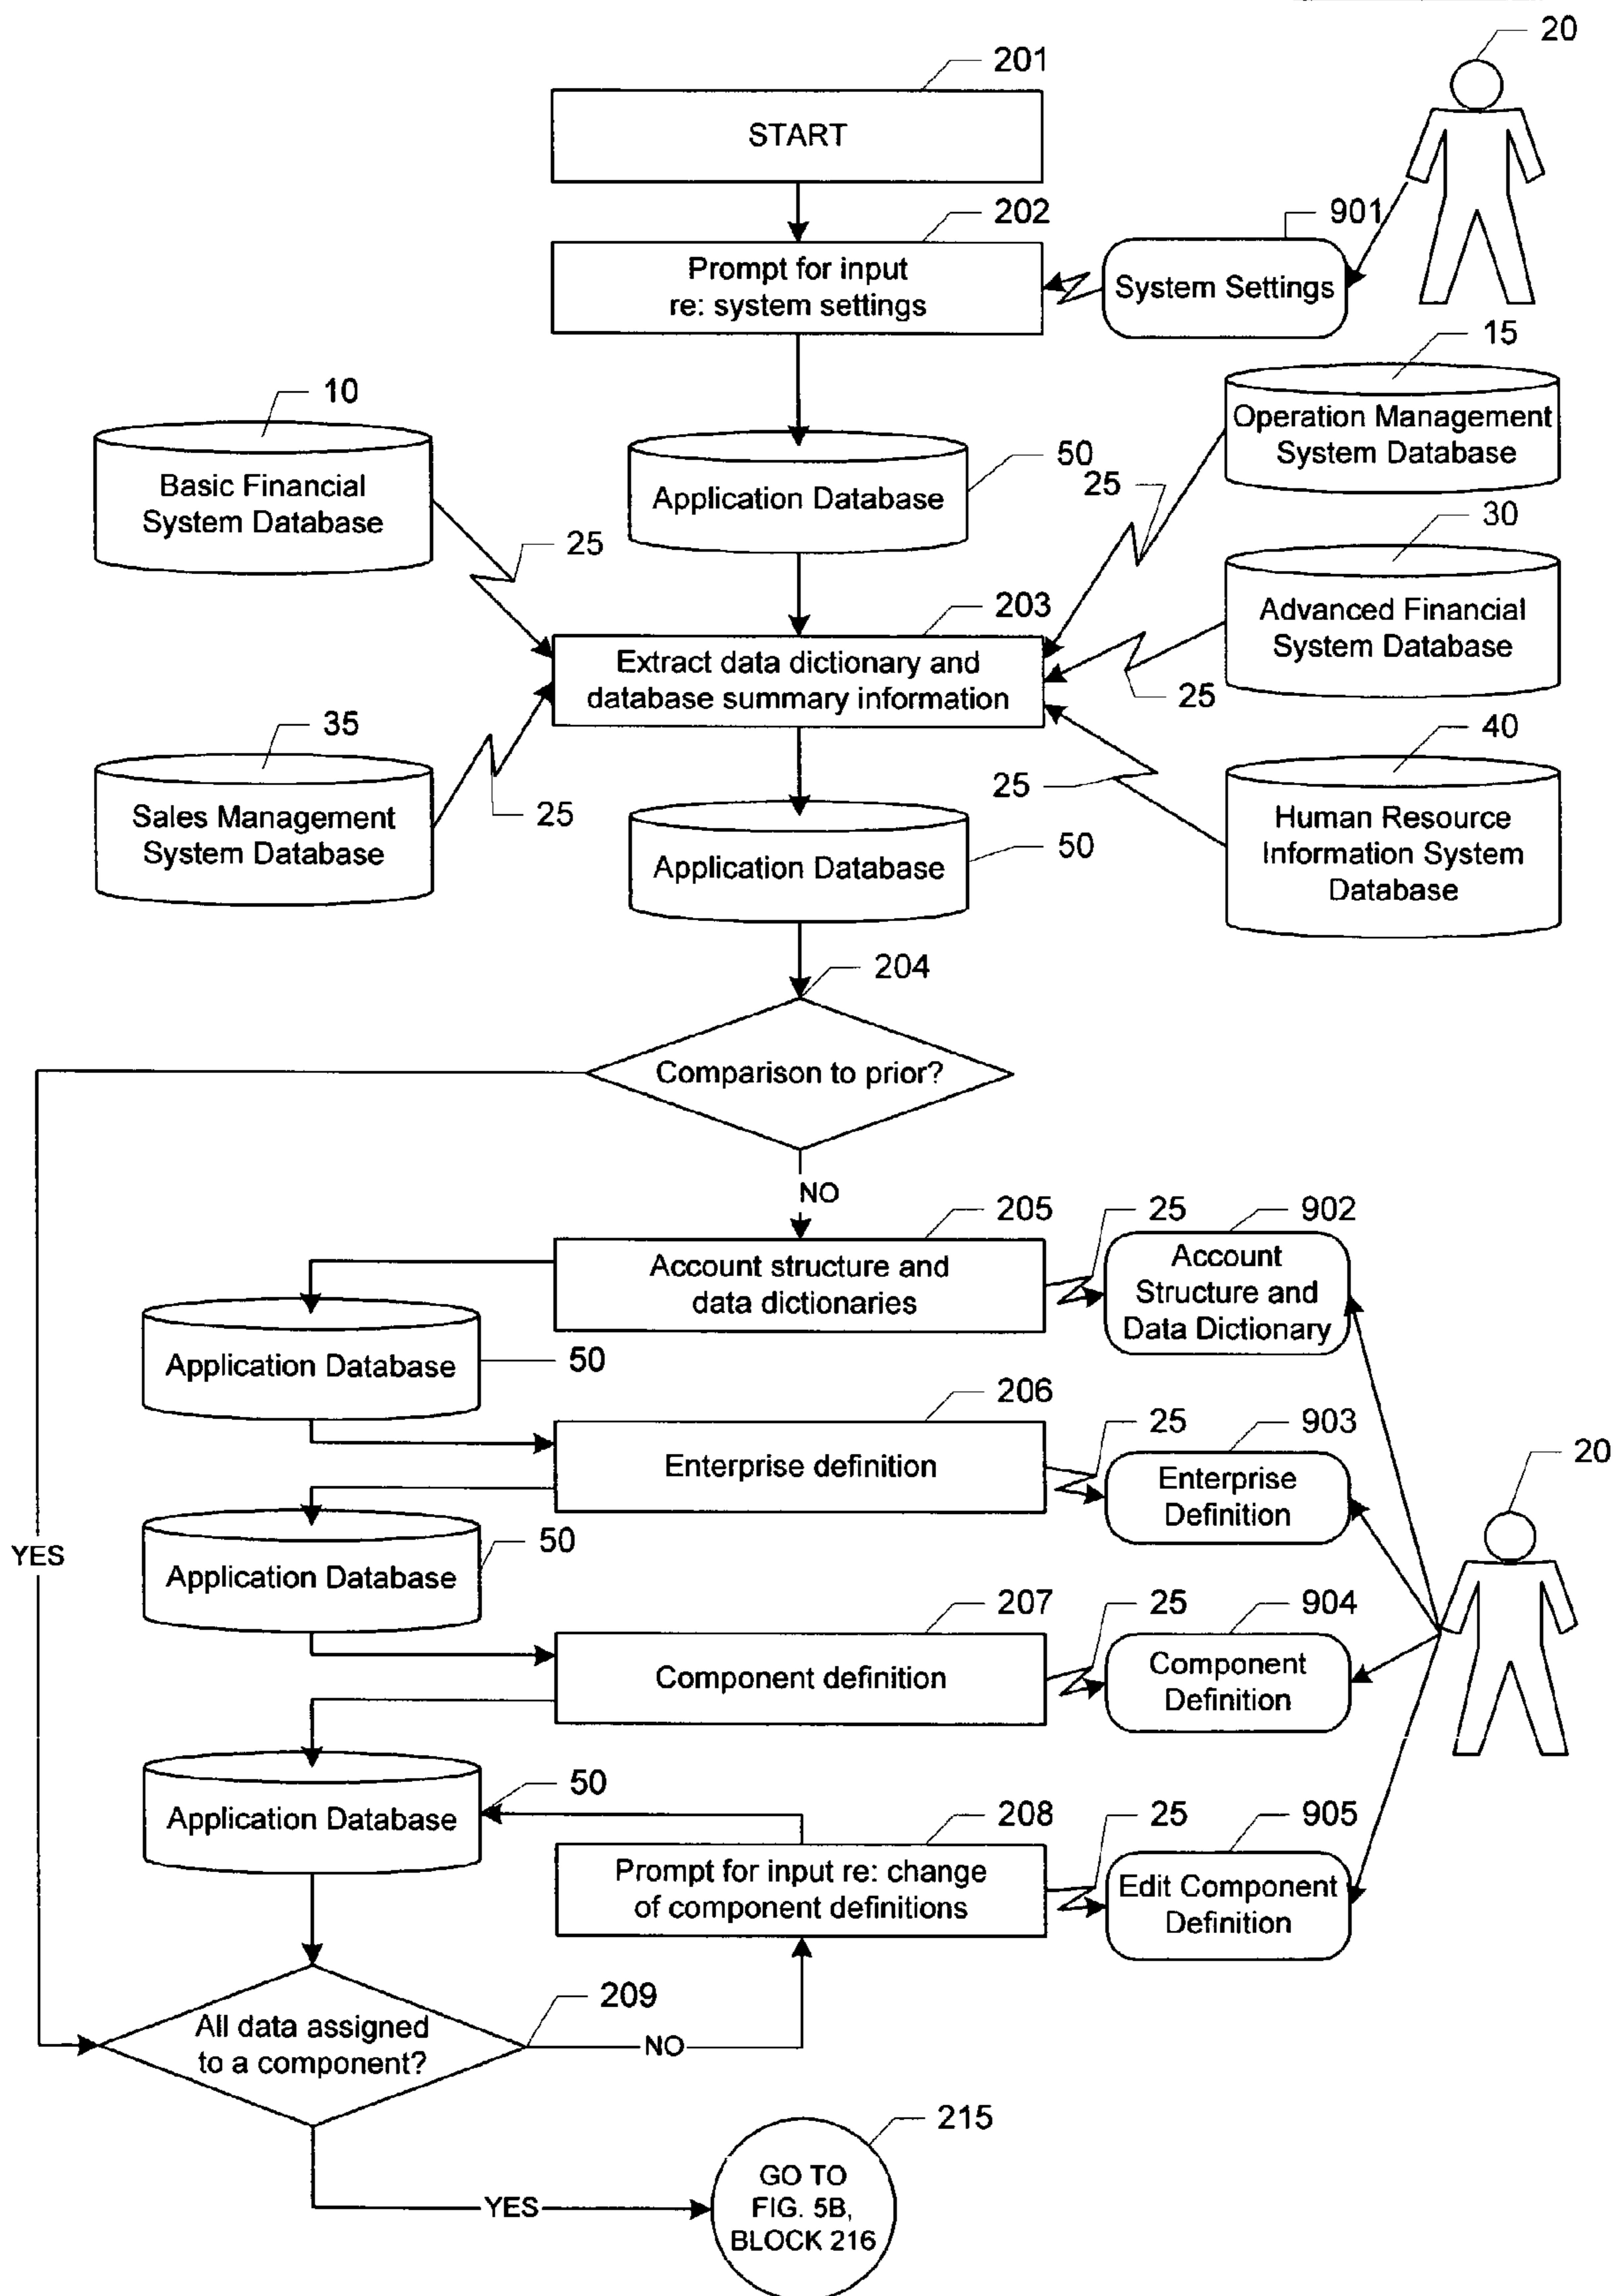 20
201
START
202
901
Prompt for input
re: system settings
System Settings
15
10
Operation Management
System Database
50
25
Basic Financial
System Database
Application Database
30
25
203
Advanced Financial
System Database
Extract data dictionary and
database summary information
25
35
40
25
25
Sales Management
System Database
50
Human Resource
Information System
Database
Application Database
204
Comparison to prior?
NO
205
25
902
Account structure and
data dictionaries
Account
Structure and
Data Dictionary
Application Database
50
206
25
903
20
Enterprise definition
Enterprise
Definition
50
YES
Application Database
207
25
904
Component definition
Component
Definition
50
Application Database
208
25
905
Prompt for input re: change
of component definitions
Edit Component
Definition
209
All data assigned
to a component?
NO
215
YES
GO TO
FIG. 5B,
BLOCK 216